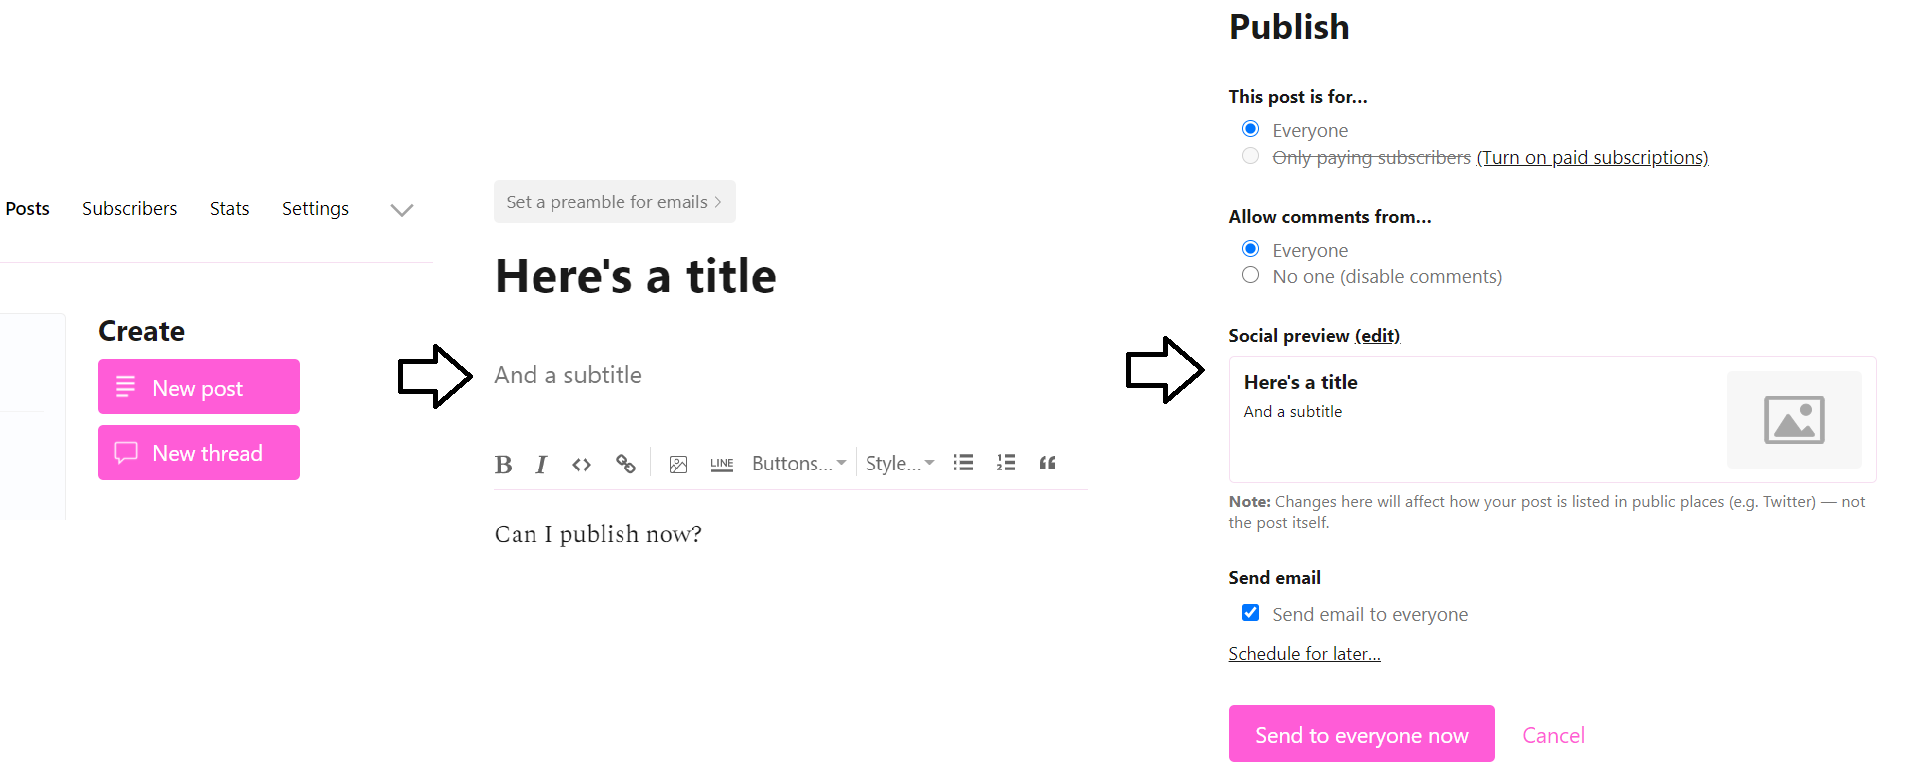 Posts Subscribers Stats Settings
Create
New post
New thread
Set a preamble for emails >
Here's a title
And a subtitle
B I <> LINE Buttons... Style...
Can I publish now?
Publish
This post is for...
Everyone
Only paying subscribers (Turn on paid subscriptions)
Allow comments from...
Everyone
No one (disable comments)
Social preview (edit)
Here's a title
And a subtitle
Note: Changes here will affect how your post is listed in public places (e.g. Twitter) — not
the post itself.
Send email
Send email to everyone
Schedule for later...
Send to everyone now Cancel